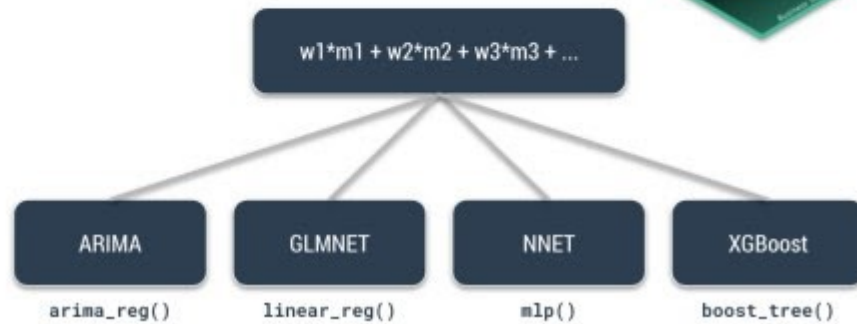 w1*m1 + w2*m2 + w3*m3 + ...
ARIMA
GLMNET
NNET
XGBoost
arima_reg()
linear_reg()
mlp()
boost_tree()